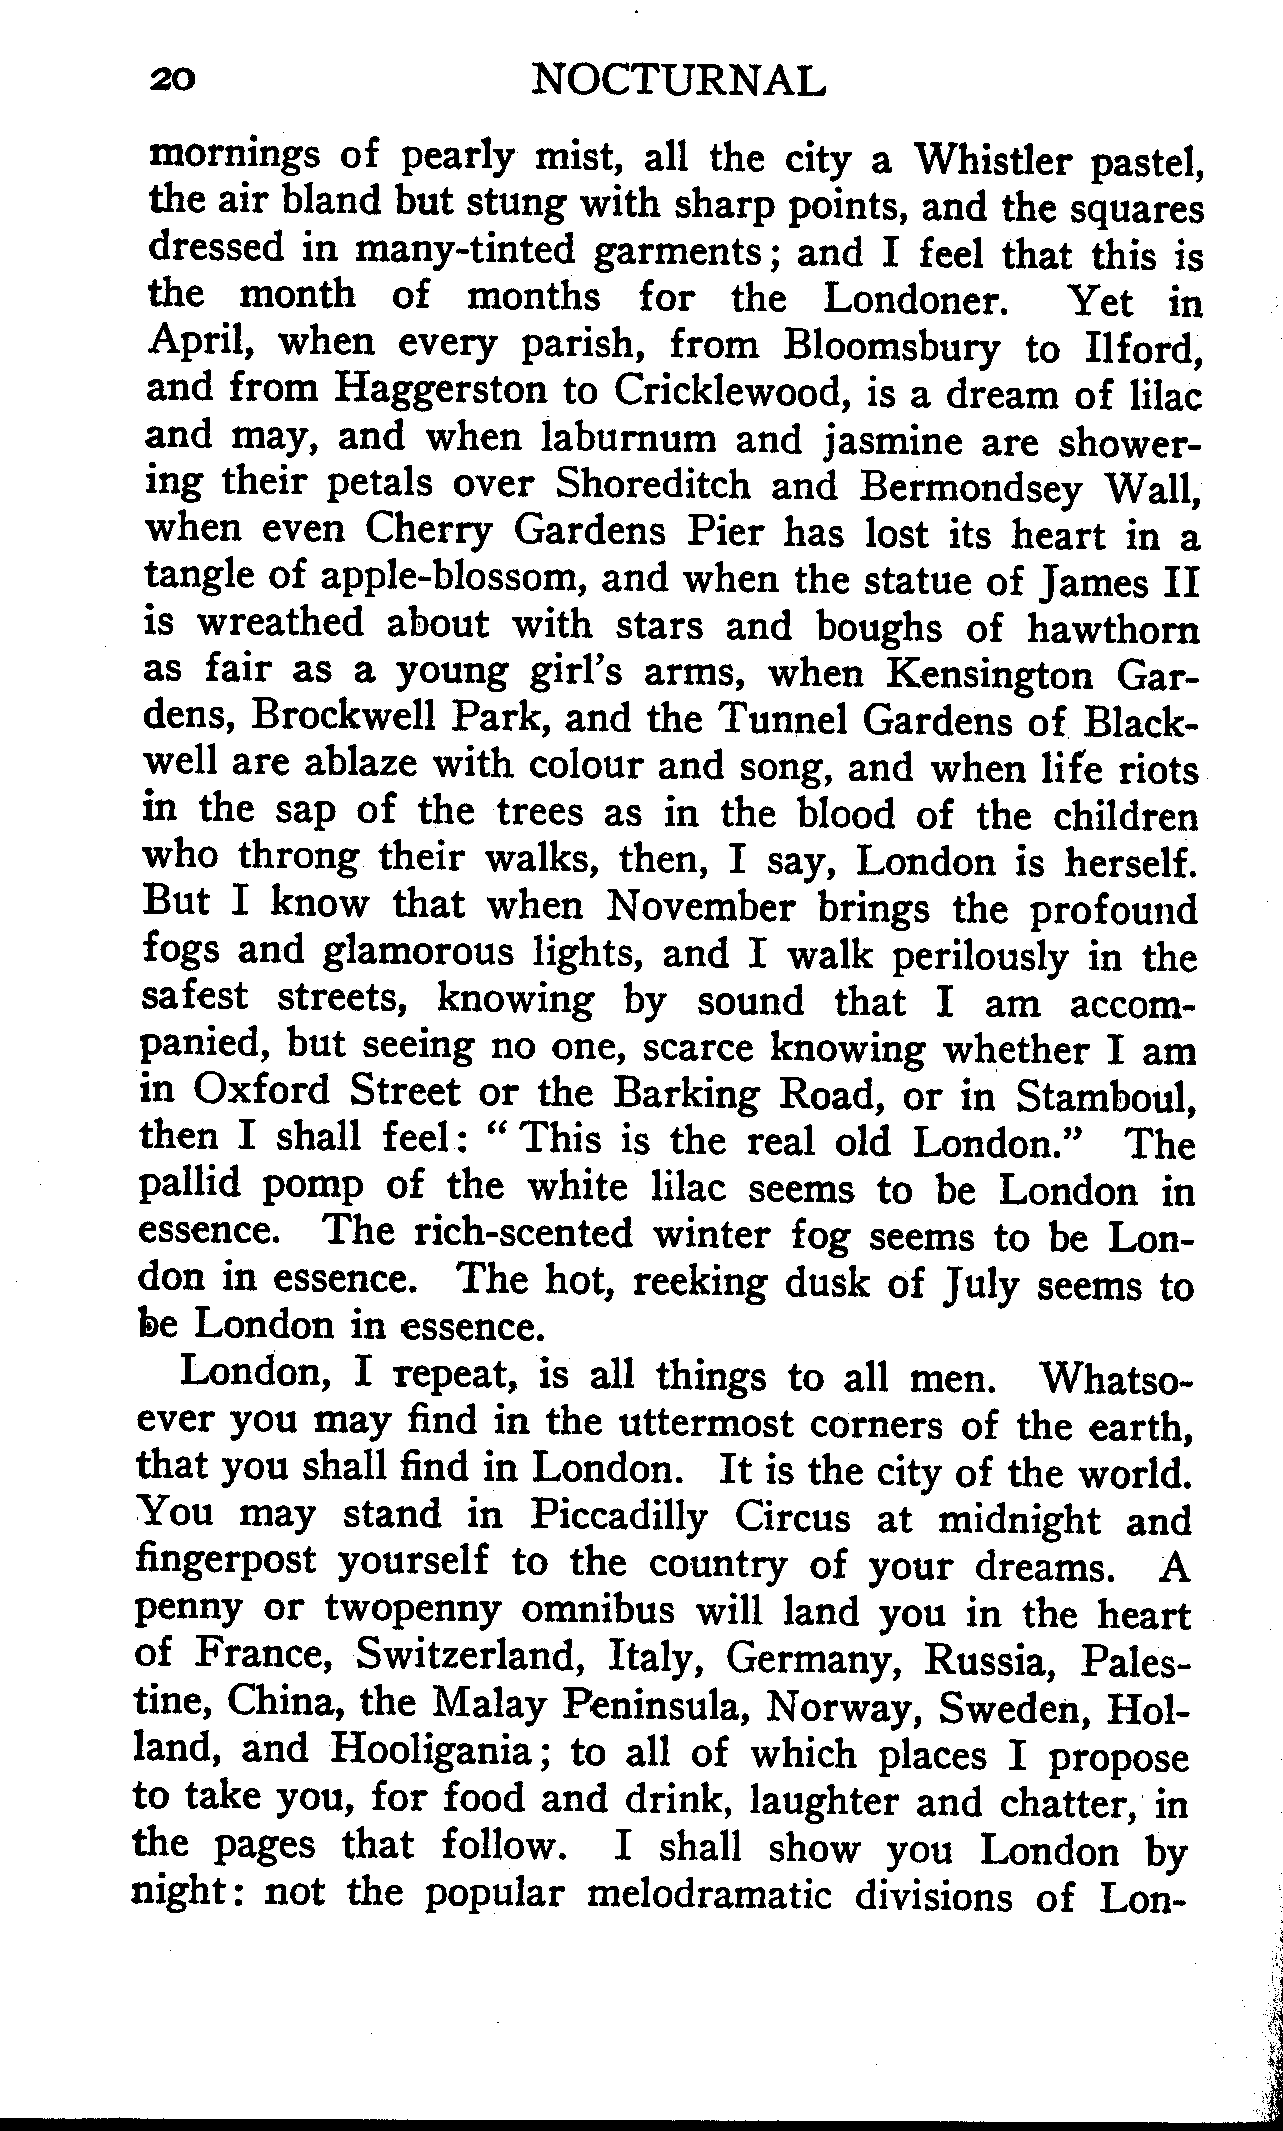 20 NOCTURNAL
mornings of pearly mist, all the city a Whistler pastel,
the air bland but stung with sharp points, and the squares
dressed in many-tinted garments; and I feel that this is
the month of months for the Londoner. Yet in
April, when every parish, from Bloomsbury to Ilford,
and from Haggerston to Cricklewood, is a dream of lilac
and may, and when laburnum and jasmine are shower-
ing their petals over Shoreditch and Bermondsey Wall,
when even Cherry Gardens Pier has lost its heart in a
tangle of apple-blossom, and when the statue of James II
is wreathed about with stars and boughs of hawthorn
as fair as a young girl's arms, when Kensington Gar-
dens, Brockwell Park, and the Tunnel Gardens of Black-
well are ablaze with colour and song, and when life riots
in the sap of the trees as in the blood of the children
who throng their walks, then, I say, London is herself.
But I know that when November brings the profound
fogs and glamorous lights, and I walk perilously in the
safest streets, knowing by sound that I am accom-
panied, but seeing no one, scarce knowing whether I am
in Oxford Street or the Barking Road, or in Stamboul,
then I shall feel: “ This is the real old London.” The
pallid pomp of the white lilac seems to be London in
essence. The rich-scented winter fog seems to be Lon-
don in essence. The hot, reeking dusk of July seems to
be London in essence.
London, I repeat, is all things to all men. Whatso-
ever you may find in the uttermost corners of the earth,
that you shall find in London. It is the city of the world.
You may stand in Piccadilly Circus at midnight and
fingerpost yourself to the country of your dreams. A
penny or twopenny omnibus will land you in the heart
of France, Switzerland, Italy, Germany, Russia, Pales-
tine, China, the Malay Peninsula, Norway, Sweden, Hol-
land, and Hooligania; to all of which places I propose
to take you, for food and drink, laughter and chatter, in
the pages that follow. I shall show you London by
night: not the popular melodramatic divisions of Lon-